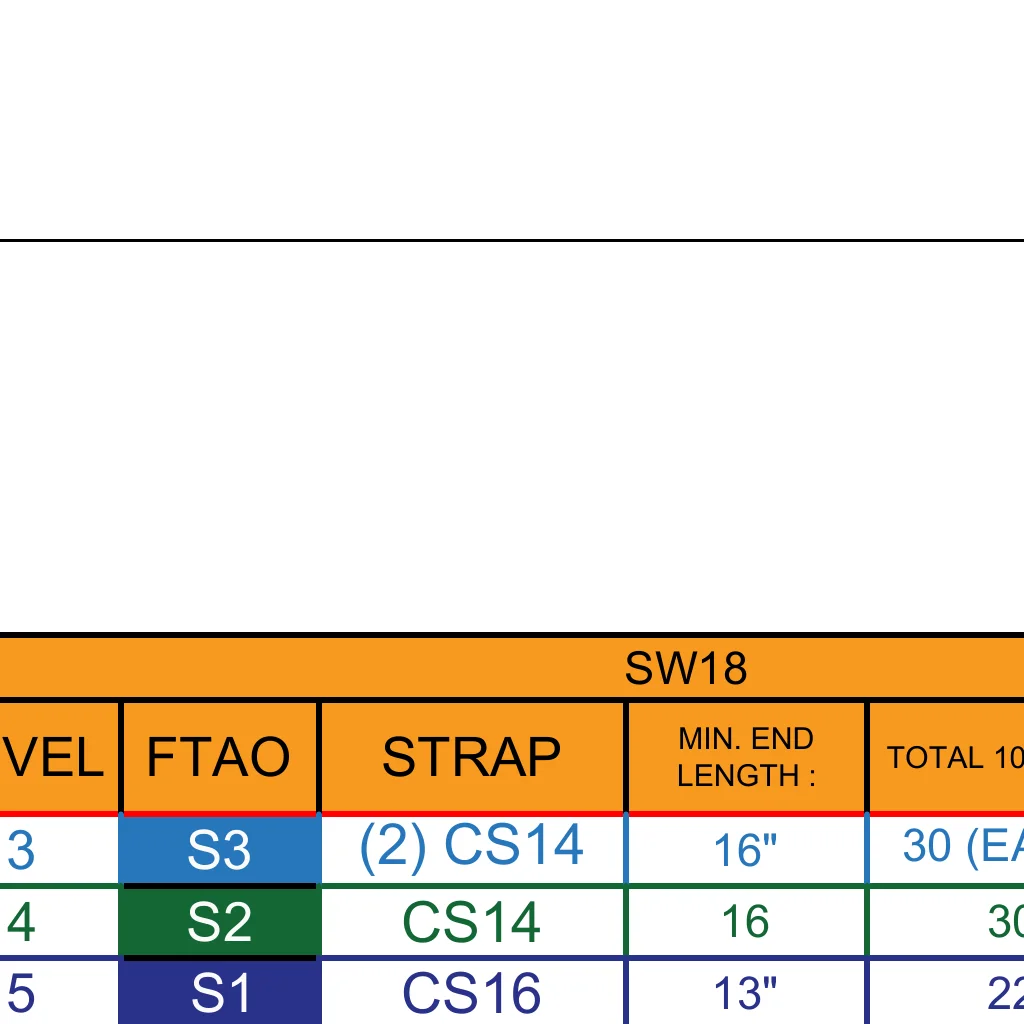 SW18
VEL FTAO STRAP MIN. END LENGTH : TOTAL 10
3 S3 (2) CS14 16" 30 (EA
4 S2 CS14 16 30
5 S1 CS16 13" 22